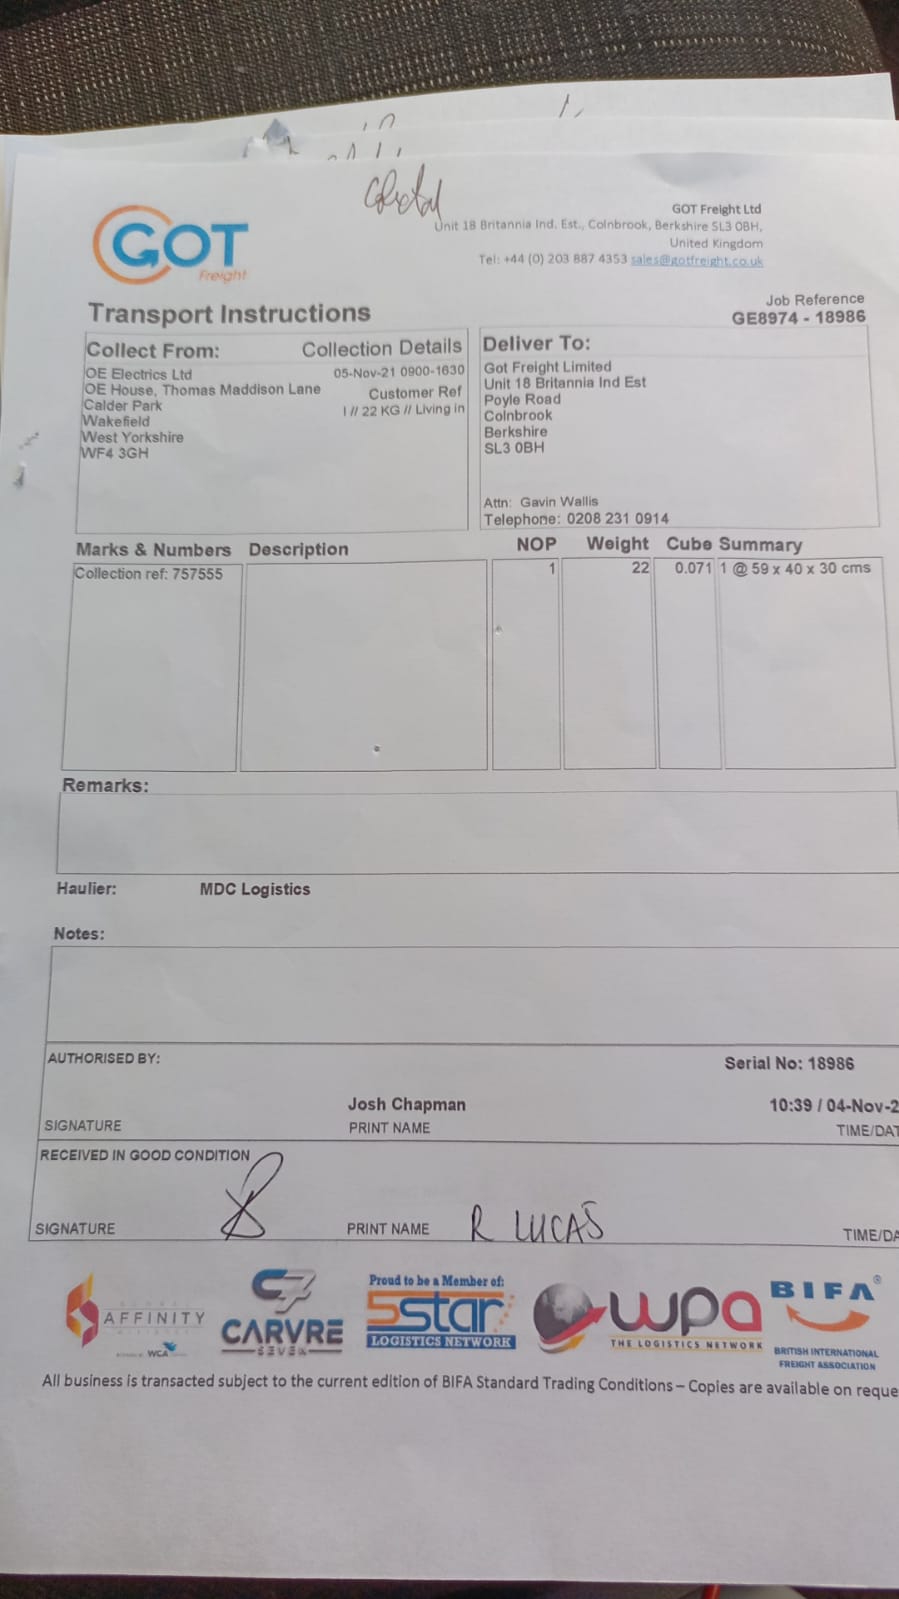 GOT
Freight
GOT Freight Ltd
Unit 18 Britannia Ind. Est., Colnbrook, Berkshire SL3 0BH,
United Kingdom
Tel: +44 (0) 203 887 4353 sales@gotfreight.co.uk
Transport Instructions
Job Reference
GE8974 - 18986
Collect From:
Collection Details
OE Electrics Ltd
05-Nov-21 0900-1630
OE House, Thomas Maddison Lane
Customer Ref
Calder Park
I // 22 KG // Living in
Wakefield
West Yorkshire
WF4 3GH
Deliver To:
Got Freight Limited
Unit 18 Britannia Ind Est
Poyle Road
Colnbrook
Berkshire
SL3 0BH
Attn: Gavin Wallis
Telephone: 0208 231 0914
Marks & Numbers Description NOP Weight Cube Summary
Collection ref: 757555 1 22 0.071 1 @ 59 x 40 x 30 cms
Remarks:
Haulier: MDC Logistics
Notes:
AUTHORISED BY:
Serial No: 18986
Josh Chapman
10:39 / 04-Nov-2
SIGNATURE PRINT NAME TIME/DAT
RECEIVED IN GOOD CONDITION
SIGNATURE PRINT NAME R LUCAS TIME/DA
AFFINITY
WCA
C7
CARVRE
SEVEN
Proud to be a Member of:
5star
LOGISTICS NETWORK
wpa
THE LOGISTICS NETWORK
BIFA®
BRITISH INTERNATIONAL
FREIGHT ASSOCIATION
All business is transacted subject to the current edition of BIFA Standard Trading Conditions – Copies are available on reque